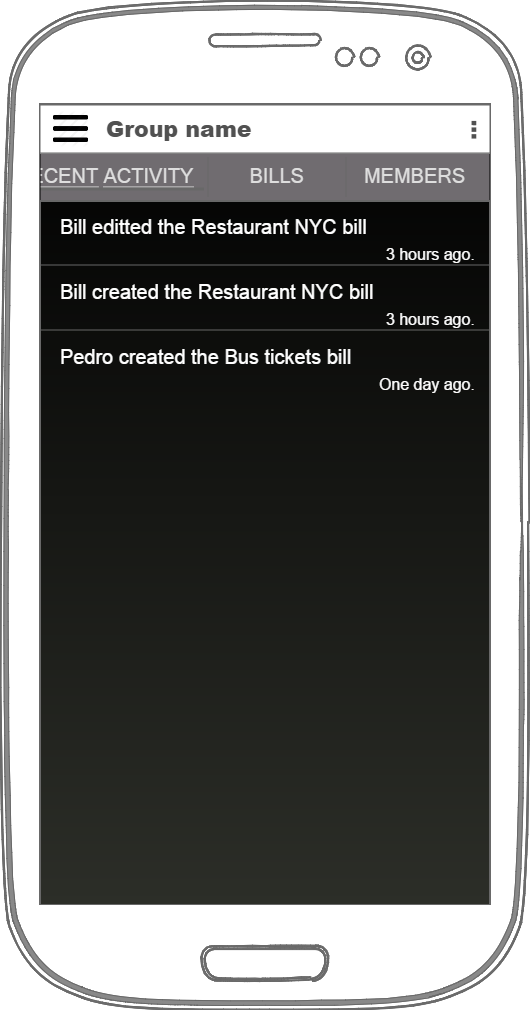 Group name
ECENT ACTIVITY BILLS MEMBERS
Bill editted the Restaurant NYC bill
3 hours ago.
Bill created the Restaurant NYC bill
3 hours ago.
Pedro created the Bus tickets bill
One day ago.